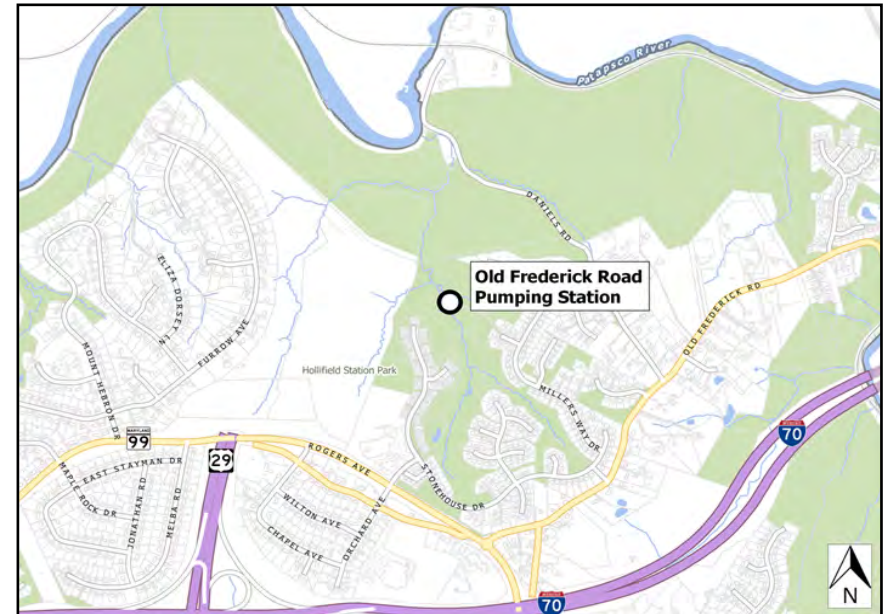 Patapsco River
DANIELS RD
Old Frederick Road
Pumping Station
OLD FREDERICK RD
ELIZA DORSEY LN
FURROW AVE
MOUNT HEBRON DR
Hollifield Station Park
MILLERS WAY DR
70
MARYLAND
99
29
ROGERS AVE
EAST STAYMAN DR
STONEHOUSE DR
MAPLE ROCK DR
JONATHAN RD
MELBA RD
WILTON AVE
ORCHARD AVE
CHAPEL AVE
70
N